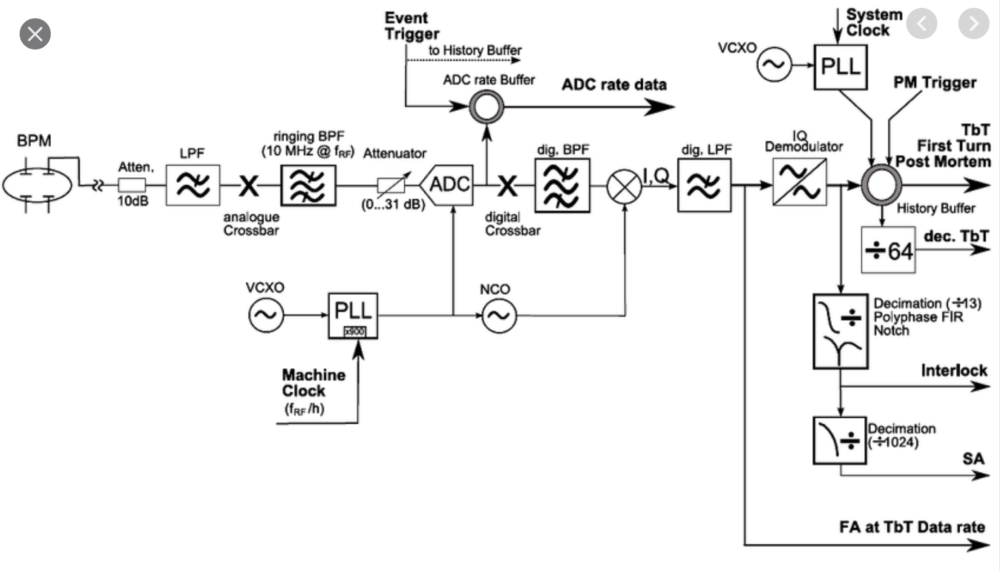 Event
Trigger
to History Buffer
ADC rate Buffer
ADC rate data
System
Clock
VCXO
PLL
PM Trigger
BPM
Atten.
10dB
LPF
analogue
Crossbar
ringing BPF
(10 MHz @ fRF)
Attenuator
(0...31 dB)
ADC
digital
Crossbar
dig. BPF
I,Q
dig. LPF
IQ
Demodulator
TbT
First Turn
Post Mortem
History Buffer
÷64
dec. TbT
VCXO
PLL
x900
NCO
Machine
Clock
(fRF/h)
Decimation (÷13)
Polyphase FIR
Notch
Interlock
Decimation
(÷1024)
SA
FA at TbT Data rate